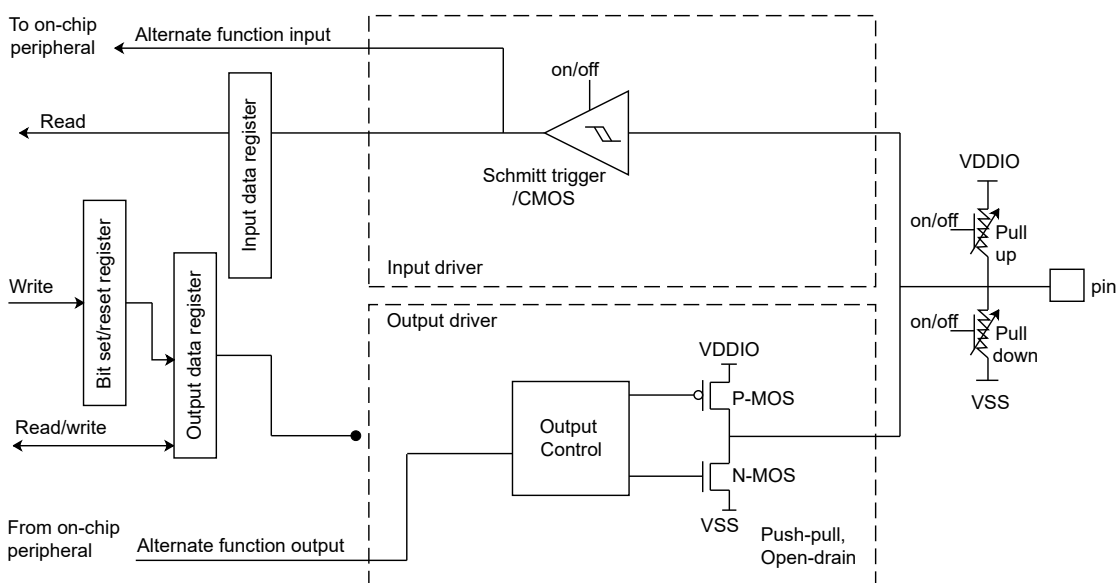 To on-chip
peripheral
Alternate function input
on/off
Read
Input data register
Schmitt trigger
/CMOS
VDDIO
on/off
Pull
up
Bit set/reset register
Write
Output data register
Input driver
pin
Output driver
on/off
Pull
down
VDDIO
VSS
P-MOS
Read/write
Output
Control
N-MOS
VSS
From on-chip
peripheral
Alternate function output
Push-pull,
Open-drain